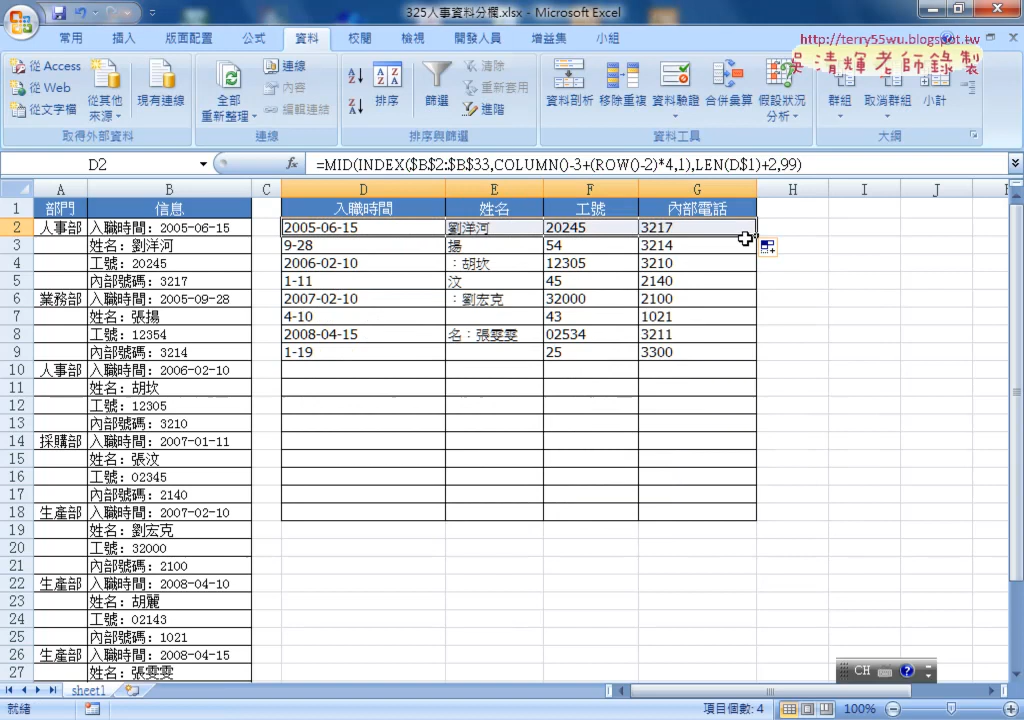 325人事資料分欄.xlsx - Microsoft Excel
http://terry55wu.blogspot.tw
吳清輝老師錄製
常用 插入 版面配置 公式 資料 校閱 檢視 開發人員 增益集 小組
從 Access
從 Web
從文字檔
從其他來源
現有連線
取得外部資料
全部重新整理
連線
內容
編輯連結
連線
排序
篩選
清除
重新套用
進階
排序與篩選
資料剖析 移除重複 資料驗證 合併彙算 假設狀況分析
資料工具
群組 取消群組 小計
大綱
D2 fx =MID(INDEX($B$2:$B$33,COLUMN()-3+(ROW()-2)*4,1),LEN(D$1)+2,99)
A B C D E F G H I J
1 部門 信息 入職時間 姓名 工號 內部電話
2 人事部 入職時間：2005-06-15 2005-06-15 劉洋河 20245 3217
3 姓名：劉洋河 9-28 揚 54 3214
4 工號：20245 2006-02-10 ：胡坎 12305 3210
5 內部號碼：3217 1-11 汶 45 2140
6 業務部 入職時間：2005-09-28 2007-02-10 ：劉宏克 32000 2100
7 姓名：張揚 4-10 43 1021
8 工號：12354 2008-04-15 名：張雯雯 02534 3211
9 內部號碼：3214 1-19 25 3300
10 人事部 入職時間：2006-02-10
11 姓名：胡坎
12 工號：12305
13 內部號碼：3210
14 採購部 入職時間：2007-01-11
15 姓名：張汶
16 工號：02345
17 內部號碼：2140
18 生產部 入職時間：2007-02-10
19 姓名：劉宏克
20 工號：32000
21 內部號碼：2100
22 生產部 入職時間：2008-04-10
23 姓名：胡麗
24 工號：02143
25 內部號碼：1021
26 生產部 入職時間：2008-04-15
27 姓名：張雯雯
CH
sheet1
就緒 項目個數: 4 100%